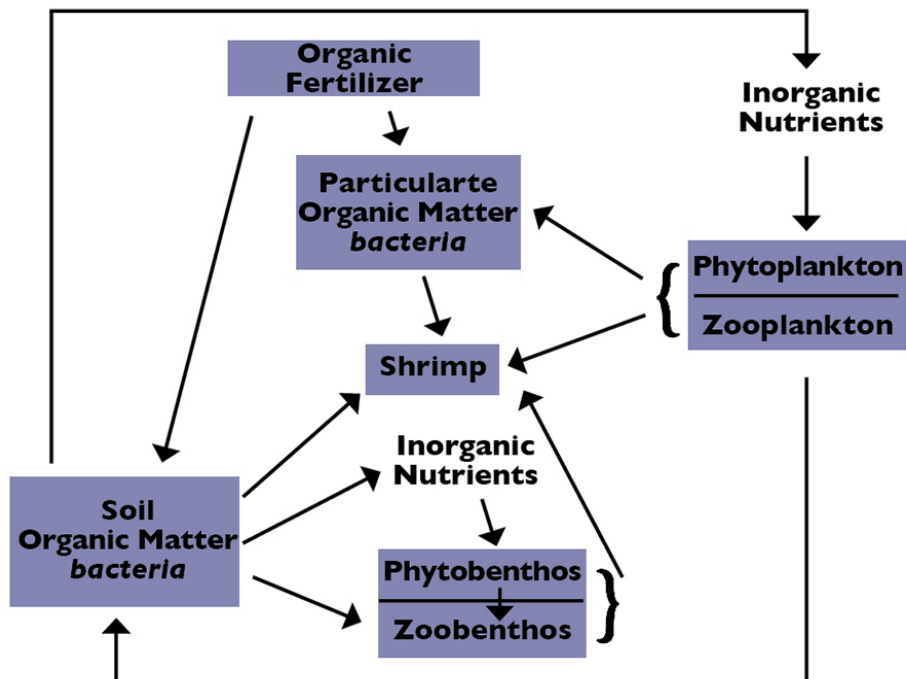 Organic
Fertilizer
Inorganic
Nutrients
Particularte
Organic Matter
bacteria
Phytoplankton
Zooplankton
Shrimp
Inorganic
Nutrients
Soil
Organic Matter
bacteria
Phytobenthos
Zoobenthos